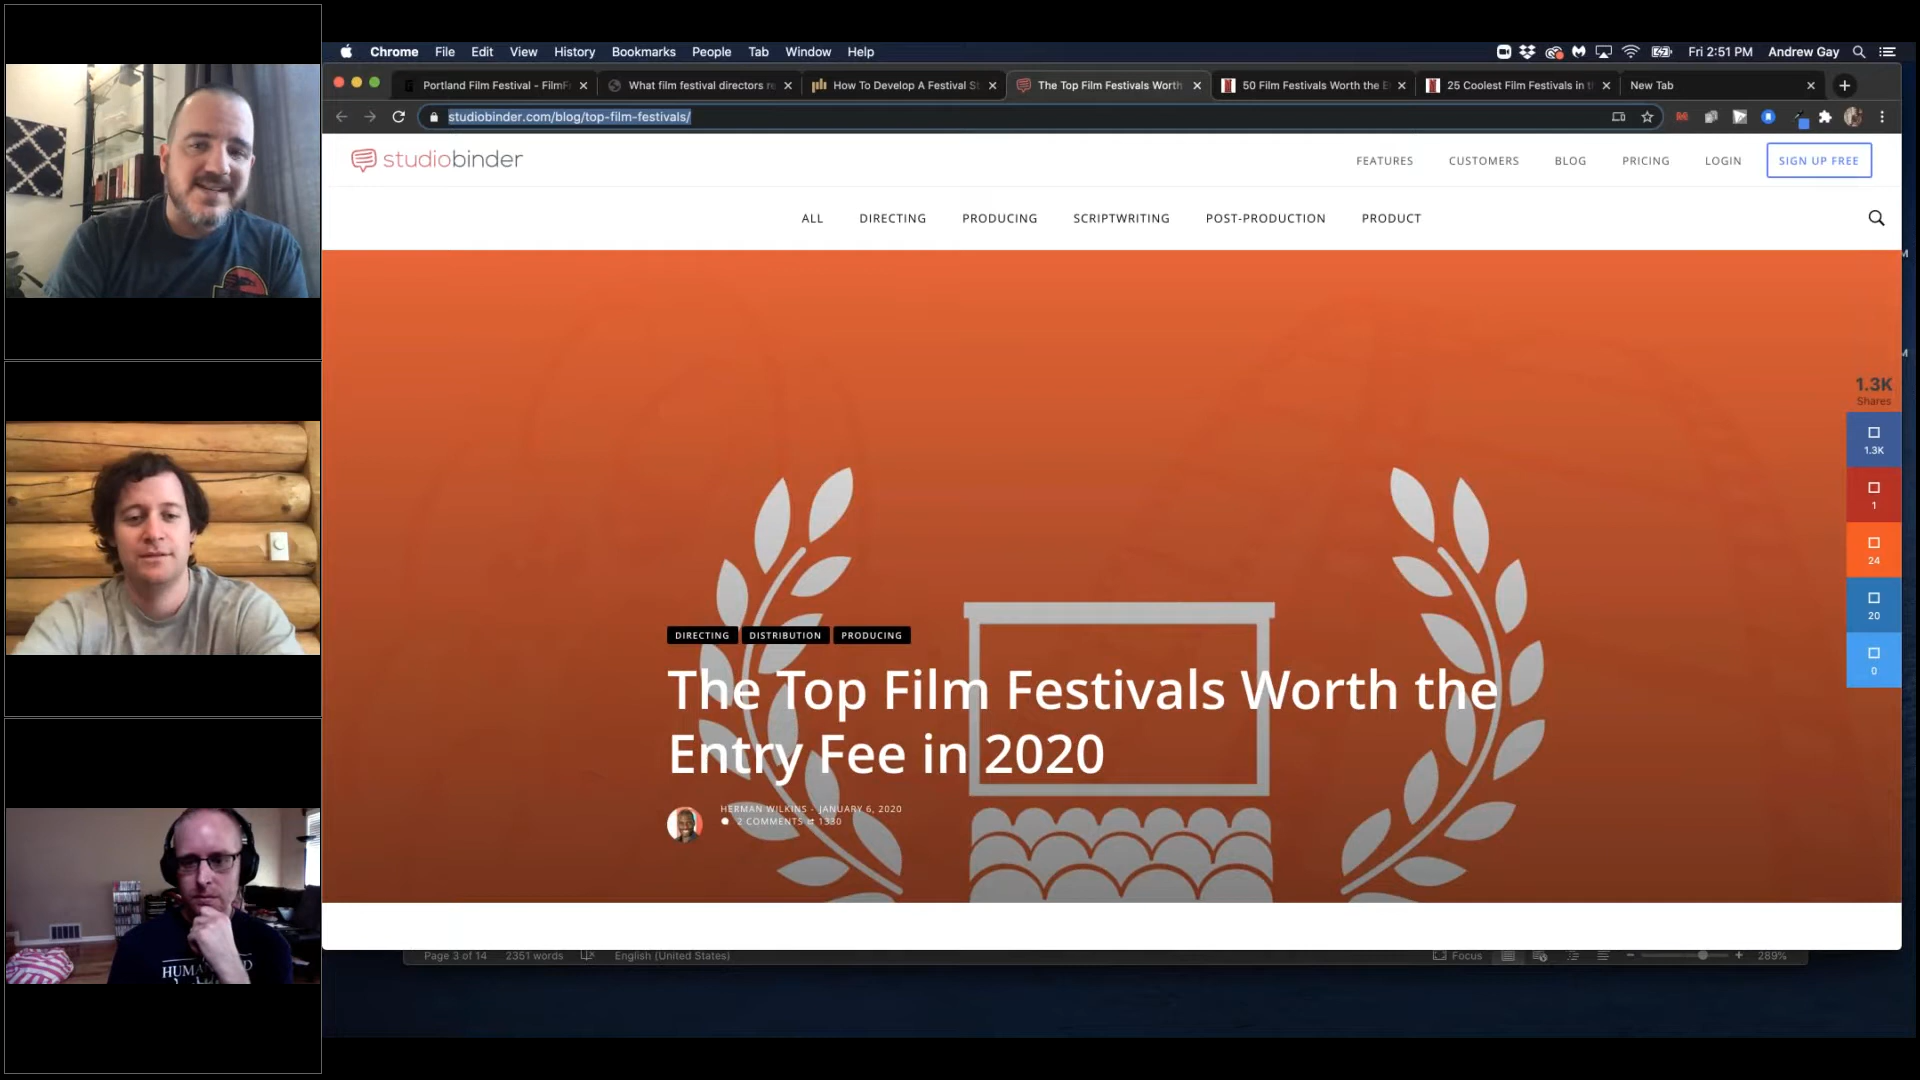 Chrome File Edit View History Bookmarks People Tab Window Help
Fri 2:51 PM Andrew Gay
Portland Film Festival - FilmF
What film festival directors re
How To Develop A Festival S
The Top Film Festivals Worth
50 Film Festivals Worth the E
25 Coolest Film Festivals in t
New Tab
studiobinder.com/blog/top-film-festivals/
studiobinder
FEATURES CUSTOMERS BLOG PRICING LOGIN SIGN UP FREE
ALL DIRECTING PRODUCING SCRIPTWRITING POST-PRODUCTION PRODUCT
1.3K
Shares
1.3K
1
24
20
0
DIRECTING DISTRIBUTION PRODUCING
The Top Film Festivals Worth the
Entry Fee in 2020
HERMAN WILKINS - JANUARY 6, 2020
2 COMMENTS 1330
Page 3 of 14 2351 words English (United States) Focus 289%